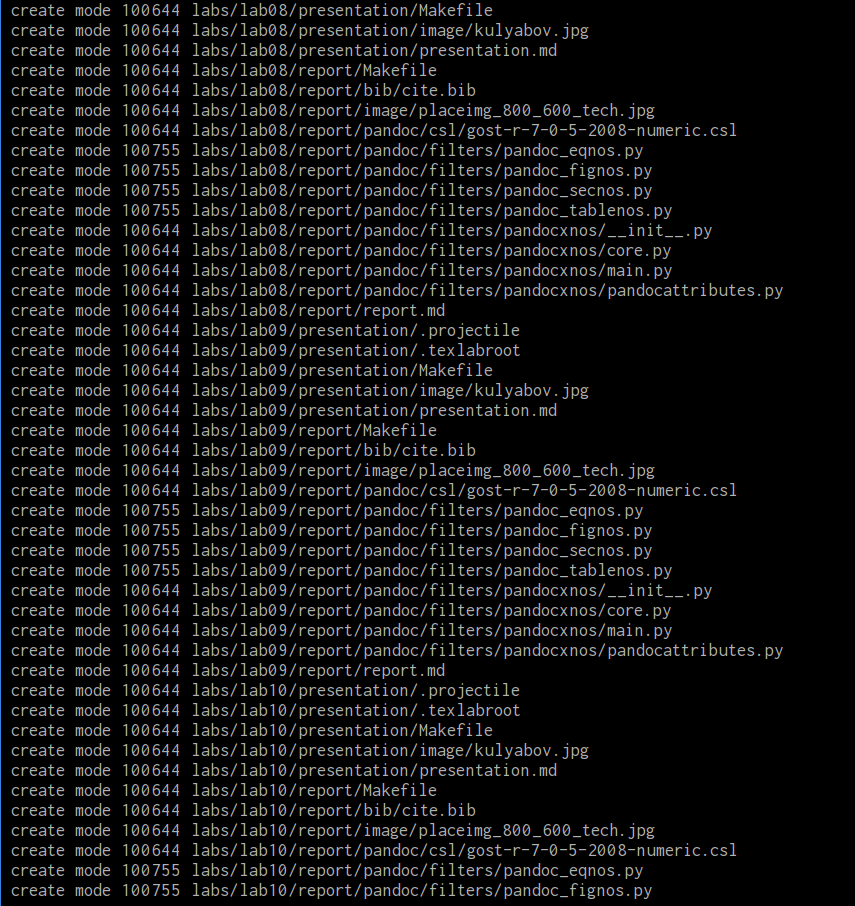 create mode 100644 labs/lab08/presentation/Makefile
create mode 100644 labs/lab08/presentation/image/kulyabov.jpg
create mode 100644 labs/lab08/presentation/presentation.md
create mode 100644 labs/lab08/report/Makefile
create mode 100644 labs/lab08/report/bib/cite.bib
create mode 100644 labs/lab08/report/image/placeimg_800_600_tech.jpg
create mode 100644 labs/lab08/report/pandoc/csl/gost-r-7-0-5-2008-numeric.csl
create mode 100755 labs/lab08/report/pandoc/filters/pandoc_eqnos.py
create mode 100755 labs/lab08/report/pandoc/filters/pandoc_fignos.py
create mode 100755 labs/lab08/report/pandoc/filters/pandoc_secnos.py
create mode 100755 labs/lab08/report/pandoc/filters/pandoc_tablenos.py
create mode 100644 labs/lab08/report/pandoc/filters/pandocxnos/__init__.py
create mode 100644 labs/lab08/report/pandoc/filters/pandocxnos/core.py
create mode 100644 labs/lab08/report/pandoc/filters/pandocxnos/main.py
create mode 100644 labs/lab08/report/pandoc/filters/pandocxnos/pandocattributes.py
create mode 100644 labs/lab08/report/report.md
create mode 100644 labs/lab09/presentation/.projectile
create mode 100644 labs/lab09/presentation/.texlabroot
create mode 100644 labs/lab09/presentation/Makefile
create mode 100644 labs/lab09/presentation/image/kulyabov.jpg
create mode 100644 labs/lab09/presentation/presentation.md
create mode 100644 labs/lab09/report/Makefile
create mode 100644 labs/lab09/report/bib/cite.bib
create mode 100644 labs/lab09/report/image/placeimg_800_600_tech.jpg
create mode 100644 labs/lab09/report/pandoc/csl/gost-r-7-0-5-2008-numeric.csl
create mode 100755 labs/lab09/report/pandoc/filters/pandoc_eqnos.py
create mode 100755 labs/lab09/report/pandoc/filters/pandoc_fignos.py
create mode 100755 labs/lab09/report/pandoc/filters/pandoc_secnos.py
create mode 100755 labs/lab09/report/pandoc/filters/pandoc_tablenos.py
create mode 100644 labs/lab09/report/pandoc/filters/pandocxnos/__init__.py
create mode 100644 labs/lab09/report/pandoc/filters/pandocxnos/core.py
create mode 100644 labs/lab09/report/pandoc/filters/pandocxnos/main.py
create mode 100644 labs/lab09/report/pandoc/filters/pandocxnos/pandocattributes.py
create mode 100644 labs/lab09/report/report.md
create mode 100644 labs/lab10/presentation/.projectile
create mode 100644 labs/lab10/presentation/.texlabroot
create mode 100644 labs/lab10/presentation/Makefile
create mode 100644 labs/lab10/presentation/image/kulyabov.jpg
create mode 100644 labs/lab10/presentation/presentation.md
create mode 100644 labs/lab10/report/Makefile
create mode 100644 labs/lab10/report/bib/cite.bib
create mode 100644 labs/lab10/report/image/placeimg_800_600_tech.jpg
create mode 100644 labs/lab10/report/pandoc/csl/gost-r-7-0-5-2008-numeric.csl
create mode 100755 labs/lab10/report/pandoc/filters/pandoc_eqnos.py
create mode 100755 labs/lab10/report/pandoc/filters/pandoc_fignos.py